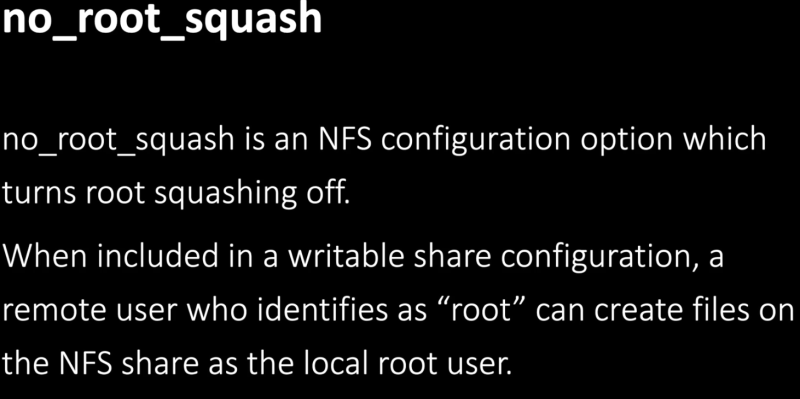 no_root_squash
no_root_squash is an NFS configuration option which
turns root squashing off.
When included in a writable share configuration, a
remote user who identifies as “root” can create files on
the NFS share as the local root user.